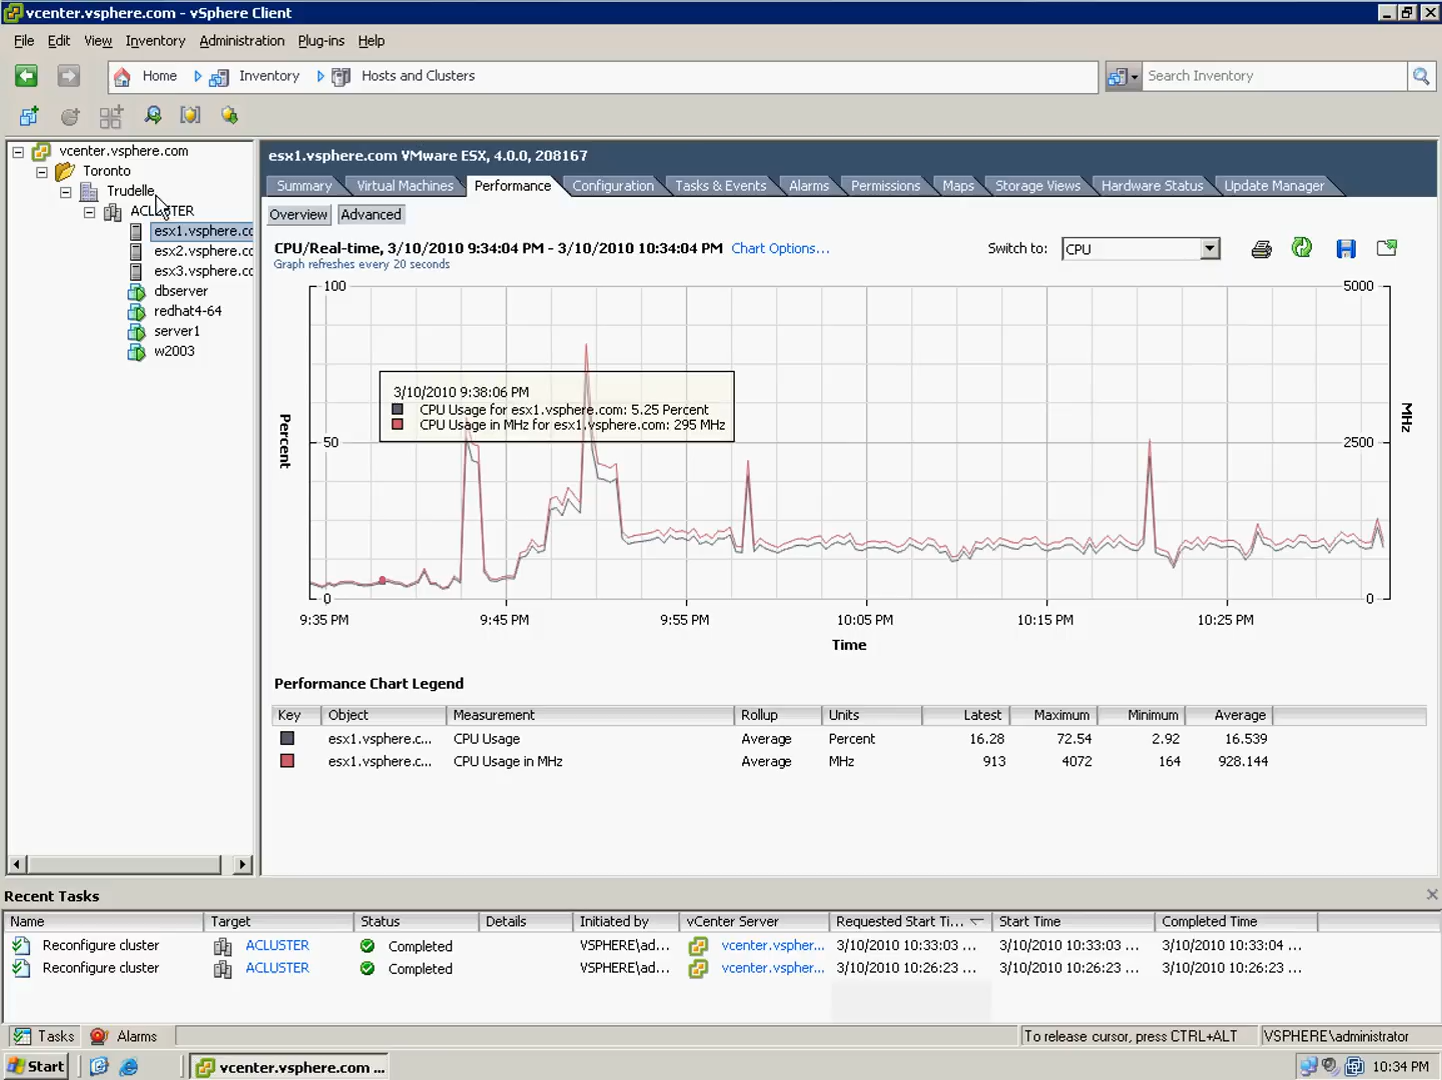 vcenter.vsphere.com - vSphere Client
File Edit View Inventory Administration Plug-ins Help
Home Inventory Hosts and Clusters Search Inventory
vcenter.vsphere.com
Toronto
Trudelle
ACLUSTER
esx1.vsphere.co
esx2.vsphere.co
esx3.vsphere.co
dbserver
redhat4-64
server1
w2003
esx1.vsphere.com VMware ESX, 4.0.0, 208167
Summary Virtual Machines Performance Configuration Tasks & Events Alarms Permissions Maps Storage Views Hardware Status Update Manager
Overview Advanced
CPU/Real-time, 3/10/2010 9:34:04 PM - 3/10/2010 10:34:04 PM Chart Options... Switch to: CPU
Graph refreshes every 20 seconds
100 5000
3/10/2010 9:38:06 PM
CPU Usage for esx1.vsphere.com: 5.25 Percent
CPU Usage in MHz for esx1.vsphere.com: 295 MHz
Percent
MHz
50 2500
0 0
9:35 PM 9:45 PM 9:55 PM 10:05 PM 10:15 PM 10:25 PM
Time
Performance Chart Legend
Key Object Measurement Rollup Units Latest Maximum Minimum Average
esx1.vsphere.c... CPU Usage Average Percent 16.28 72.54 2.92 16.539
esx1.vsphere.c... CPU Usage in MHz Average MHz 913 4072 164 928.144
Recent Tasks
Name Target Status Details Initiated by vCenter Server Requested Start Ti... Start Time Completed Time
Reconfigure cluster ACLUSTER Completed VSPHERE\ad... vcenter.vspher... 3/10/2010 10:33:03 ... 3/10/2010 10:33:03 ... 3/10/2010 10:33:04 ...
Reconfigure cluster ACLUSTER Completed VSPHERE\ad... vcenter.vspher... 3/10/2010 10:26:23 ... 3/10/2010 10:26:23 ... 3/10/2010 10:26:23 ...
Tasks Alarms To release cursor, press CTRL+ALT VSPHERE\administrator
Start vcenter.vsphere.com ... 10:34 PM